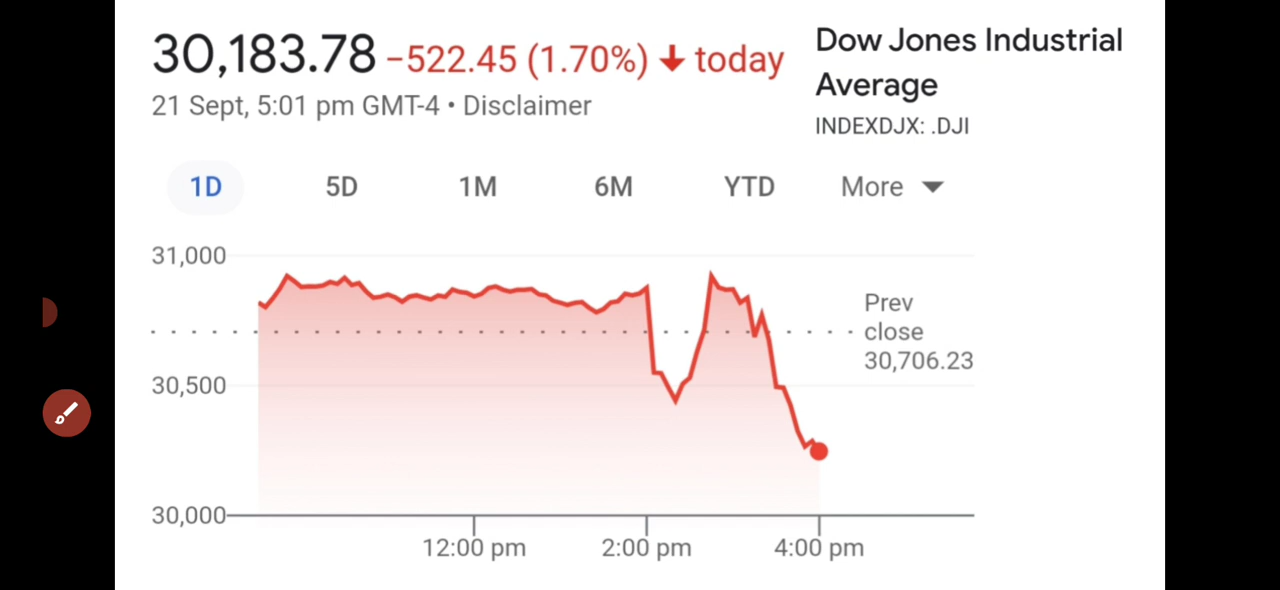 30,183.78 −522.45 (1.70%) ↓ today
21 Sept, 5:01 pm GMT-4 • Disclaimer
Dow Jones Industrial
Average
INDEXDJX: .DJI
1D 5D 1M 6M YTD More
31,000
30,500
30,000
Prev
close
30,706.23
12:00 pm 2:00 pm 4:00 pm